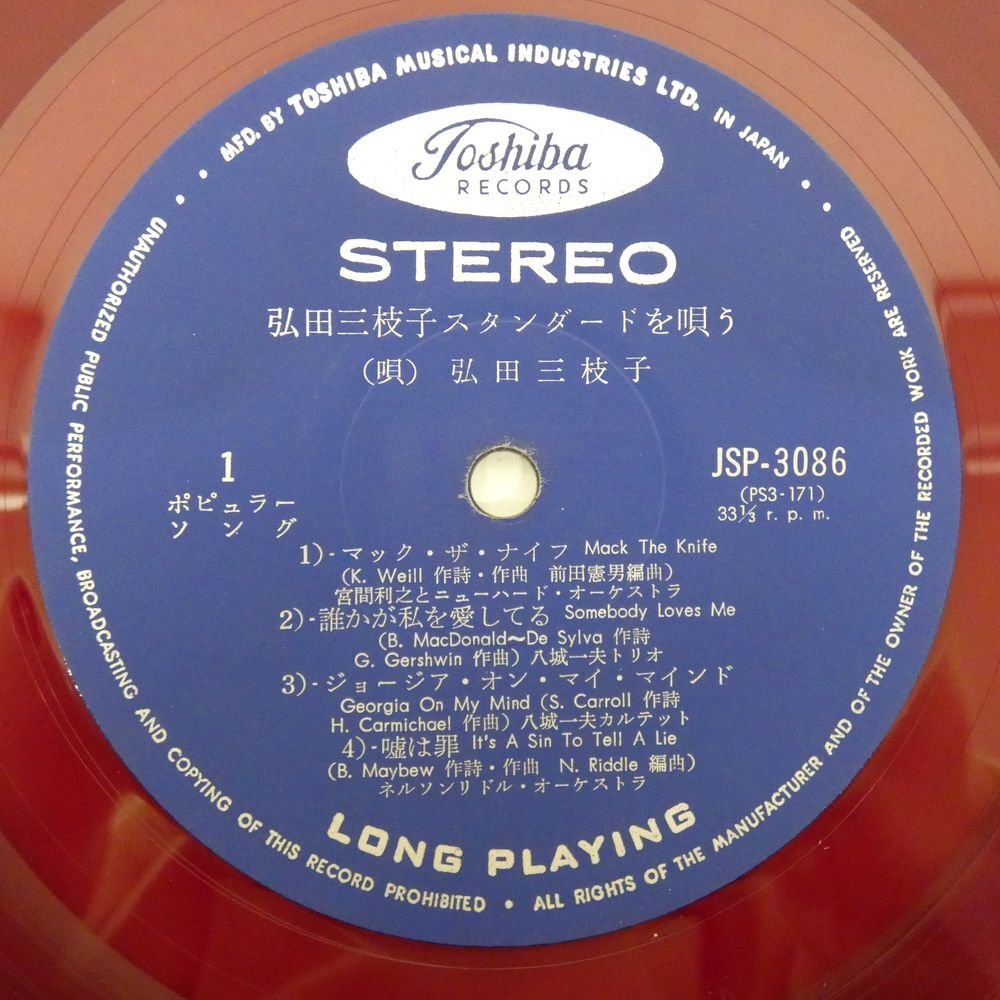 MFD. BY TOSHIBA MUSICAL INDUSTRIES LTD. IN JAPAN
Toshiba
RECORDS
STEREO
弘田三枝子スタンダードを唄う
(唄) 弘田三枝子
1
ポピュラー
ソング
JSP-3086
(PS3-171)
33⅓ r. p. m.
1)-マック・ザ・ナイフ Mack The Knife
(K. Weill 作詩・作曲 前田憲男編曲)
宮間利之とニューハード・オーケストラ
2)-誰かが私を愛してる Somebody Loves Me
(B. MacDonald〜De Sylva 作詩
G. Gershwin 作曲) 八城一夫トリオ
3)-ジョージア・オン・マイ・マインド
Georgia On My Mind (S. Carroll 作詩
H. Carmichael 作曲) 八城一夫カルテット
4)-嘘は罪 It's A Sin To Tell A Lie
(B. Maybew 作詩・作曲 N. Riddle 編曲)
ネルソンリドル・オーケストラ
LONG PLAYING
UNAUTHORIZED PUBLIC PERFORMANCE, BROADCASTING AND COPYING OF THIS RECORD PROHIBITED • ALL RIGHTS OF THE MANUFACTURER AND OF THE OWNER OF THE RECORDED WORK ARE RESERVED